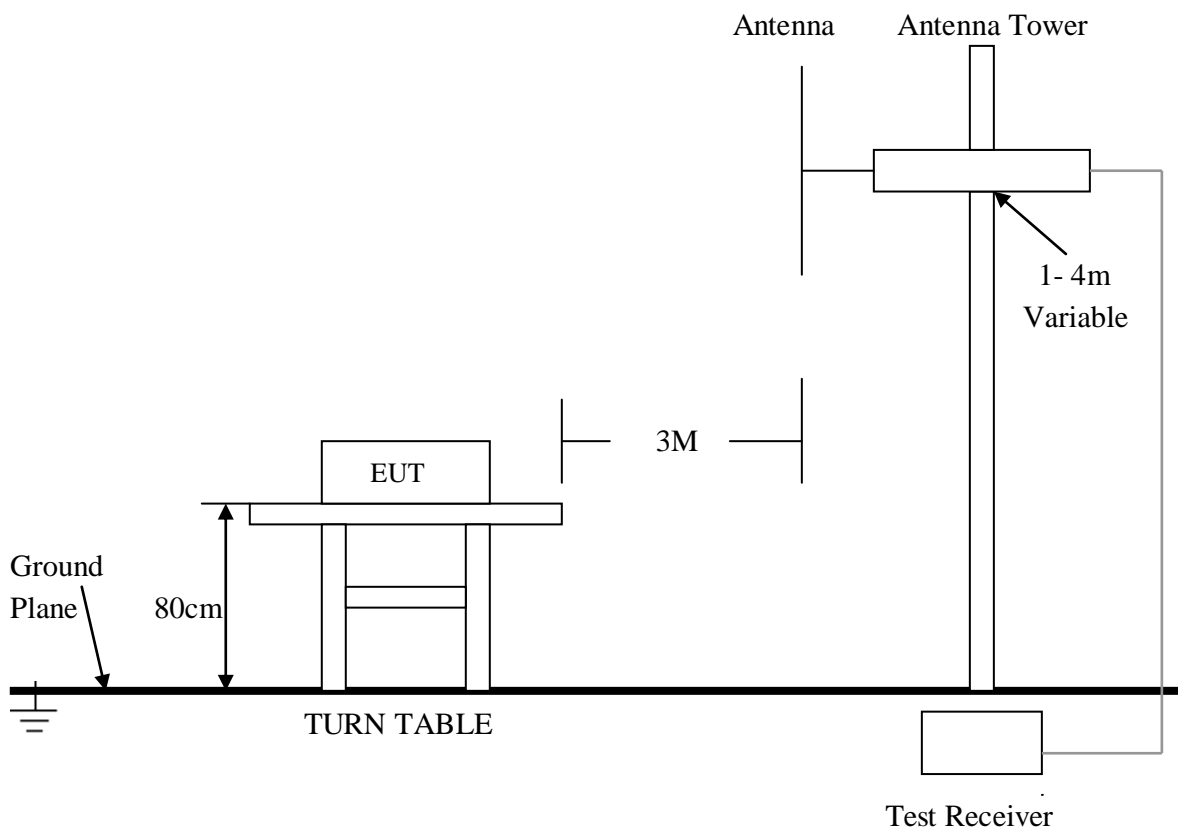 Antenna
Antenna Tower
1- 4m
Variable
3M
EUT
Ground
Plane
80cm
TURN TABLE
Test Receiver